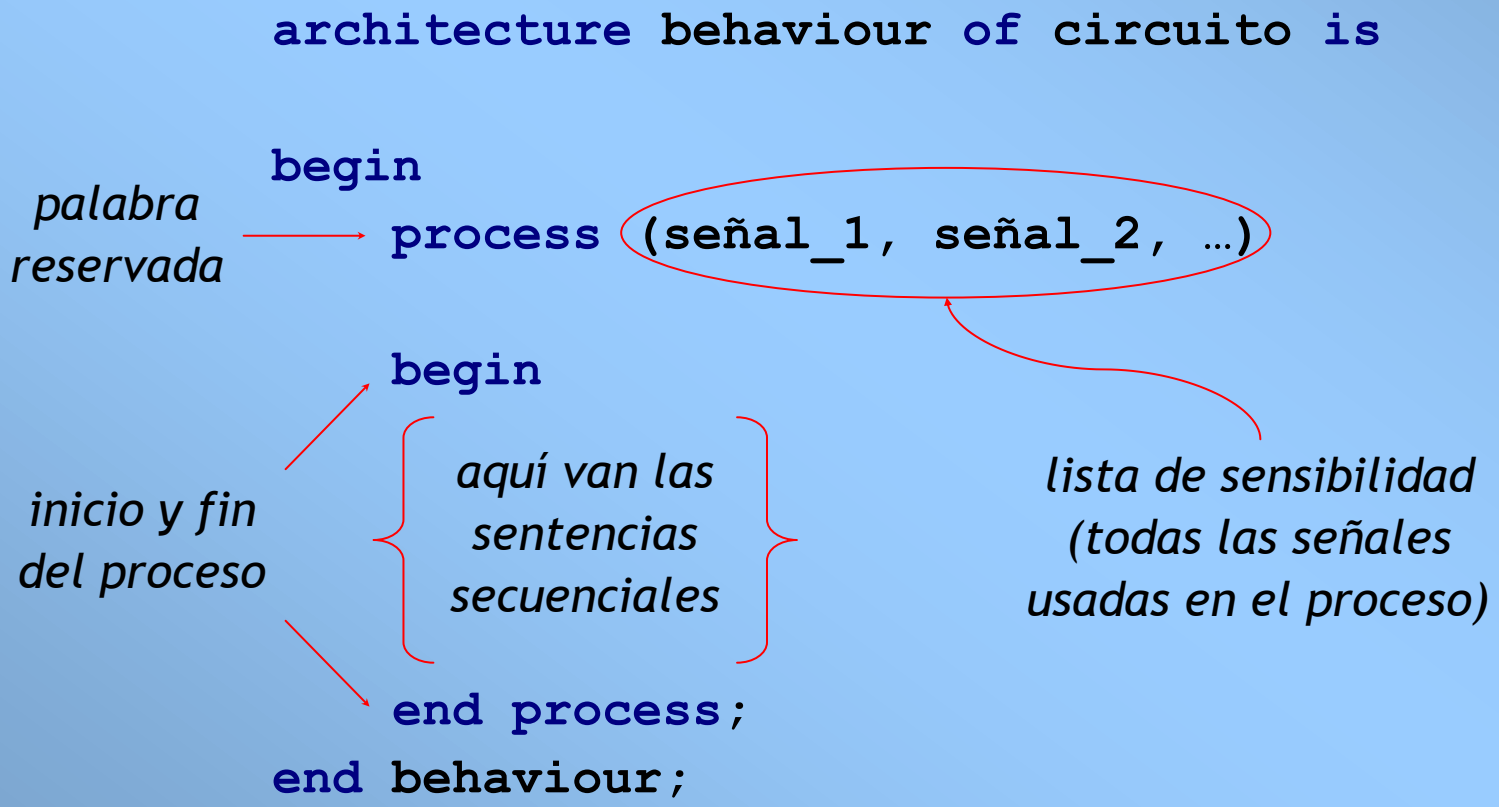 architecture behaviour of circuito is
begin
palabra
reservada
process (señal_1, señal_2, …)
begin
inicio y fin
del proceso
aquí van las
sentencias
secuenciales
lista de sensibilidad
(todas las señales
usadas en el proceso)
end process;
end behaviour;